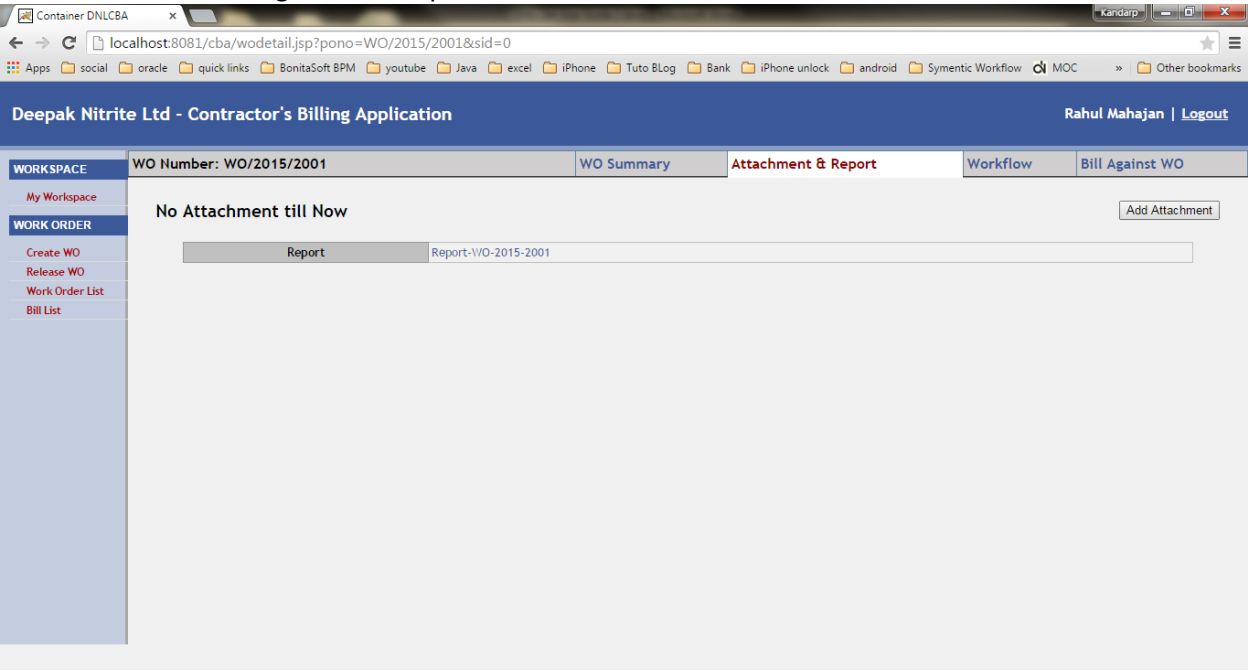 Container DNLCBA
Kandarp
localhost:8081/cba/wodetail.jsp?pono=WO/2015/2001&sid=0
Apps social oracle quick links BonitaSoft BPM youtube Java excel iPhone Tuto BLog Bank iPhone unlock android Symentic Workflow MOC » Other bookmarks
Deepak Nitrite Ltd - Contractor's Billing Application Rahul Mahajan | Logout
WORKSPACE
My Workspace
WORK ORDER
Create WO
Release WO
Work Order List
Bill List
WO Number: WO/2015/2001 WO Summary Attachment & Report Workflow Bill Against WO
No Attachment till Now Add Attachment
Report Report-WO-2015-2001